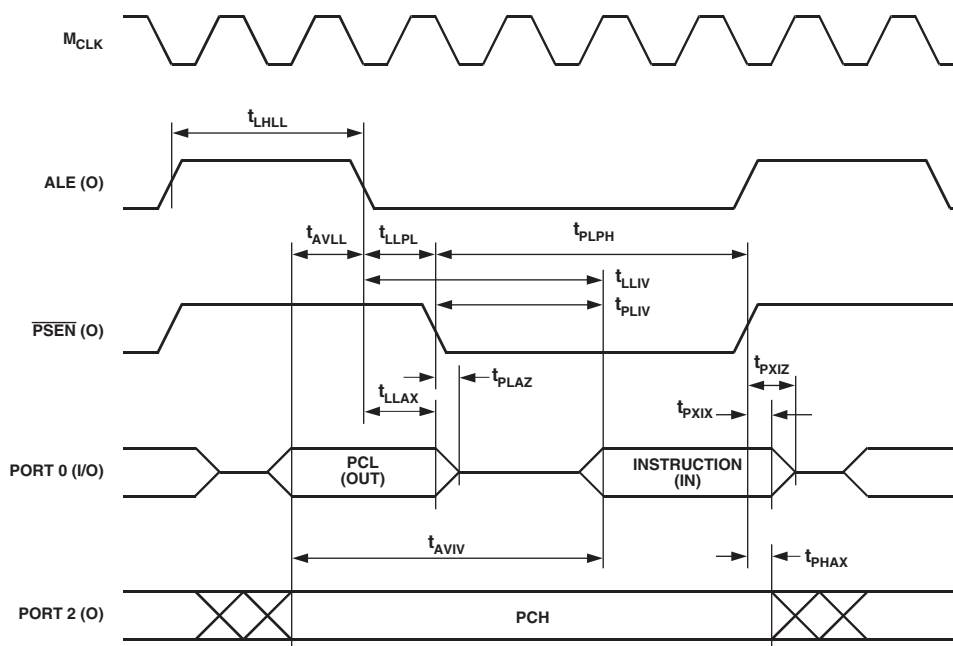 MCLK
tLHLL
ALE (O)
tAVLL
tLLPL
tPLPH
tLLIV
PSEN (O)
tPLIV
tPLAZ
tPXIZ
tLLAX
tPXIX
PORT 0 (I/O)
PCL
(OUT)
INSTRUCTION
(IN)
tAVIV
tPHAX
PORT 2 (O)
PCH